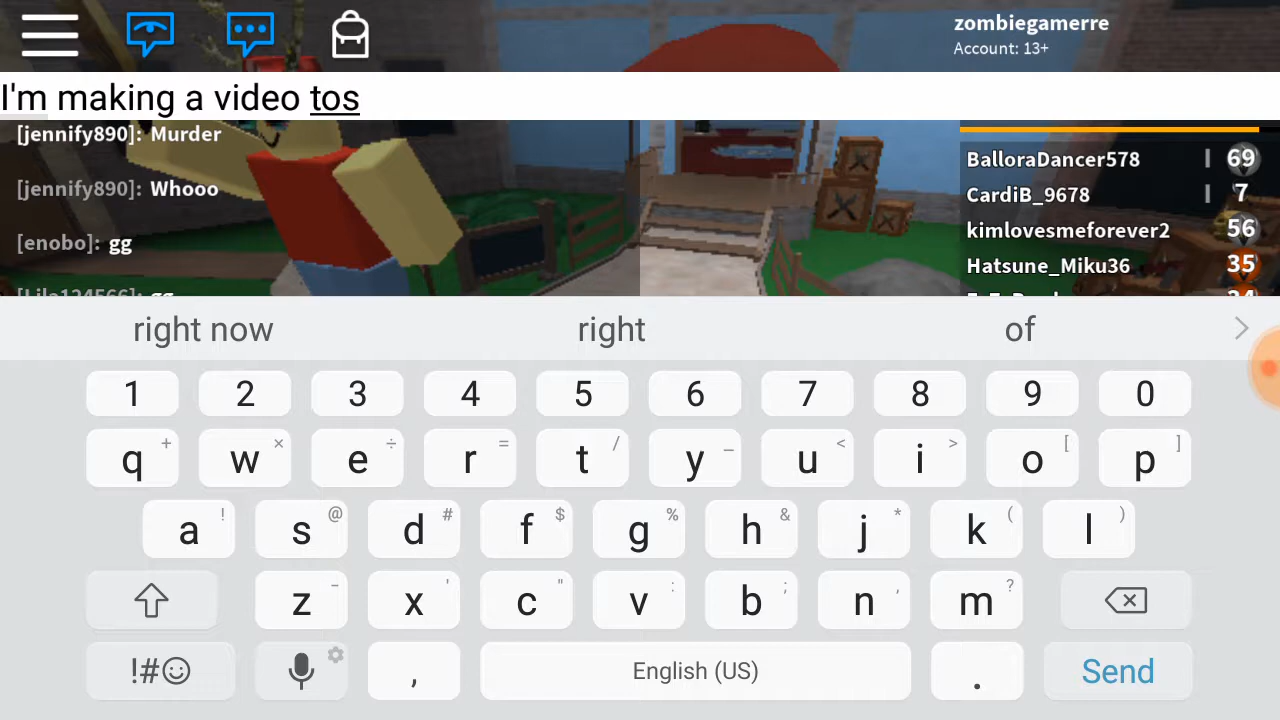 zombiegamerre
Account: 13+
I'm making a video tos
[jennify890]: Murder
[jennify890]: Whooo
[enobo]: gg
BalloraDancer578 69
CardiB_9678 7
kimlovesmeforever2 56
Hatsune_Miku36 35
right now right of
1 2 3 4 5 6 7 8 9 0
q + w × e ÷ r = t / y _ u < i > o [ p ]
a ! s @ d # f $ g % h & j * k ( l )
z - x ' c " v : b ; n , m ?
!#☺ , English (US) . Send